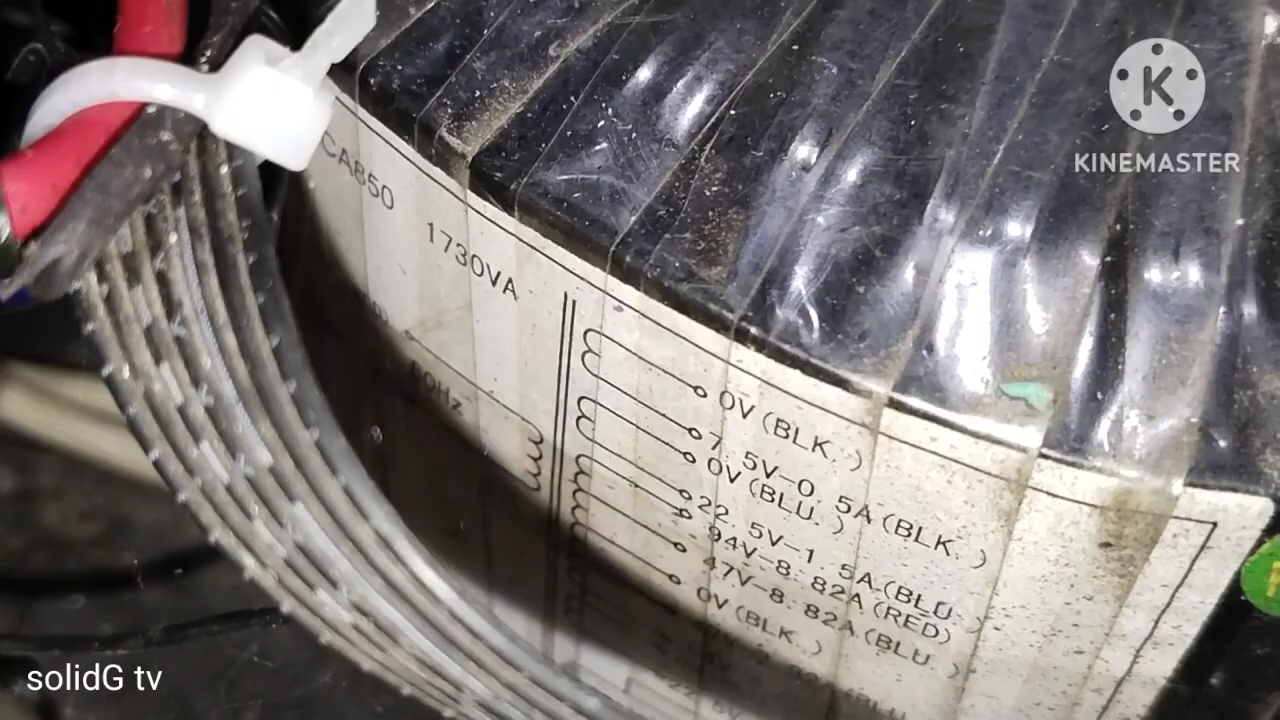 KINEMASTER
CA850 1730VA
60Hz
0V (BLK.)
7.5V-0.5A (BLK.)
0V (BLU.)
22.5V-1.5A (BLU.)
-94V-8.82A (RED)
-47V-8.82A (BLU.)
0V (BLK.)
solidG tv